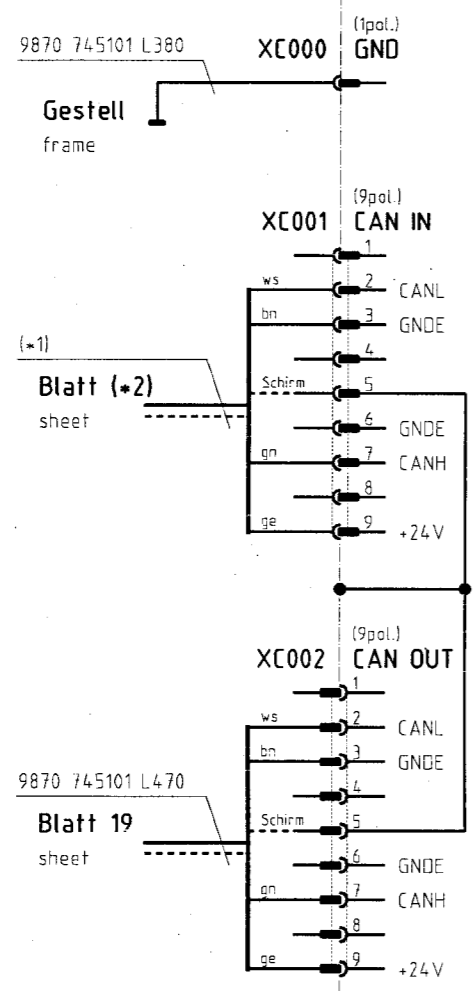 (1pol.)
9870 745101 L380
XC000 GND
Gestell
frame
(9pol.)
XC001 CAN IN
1
ws 2 CANL
bn 3 GNDE
(*1)
4
Blatt (*2)
Schirm 5
sheet
6 GNDE
gn 7 CANH
8
ge 9 +24V
(9pol.)
XC002 CAN OUT
1
ws 2 CANL
bn 3 GNDE
9870 745101 L470
4
Blatt 19
Schirm 5
sheet
6 GNDE
gn 7 CANH
8
ge 9 +24V